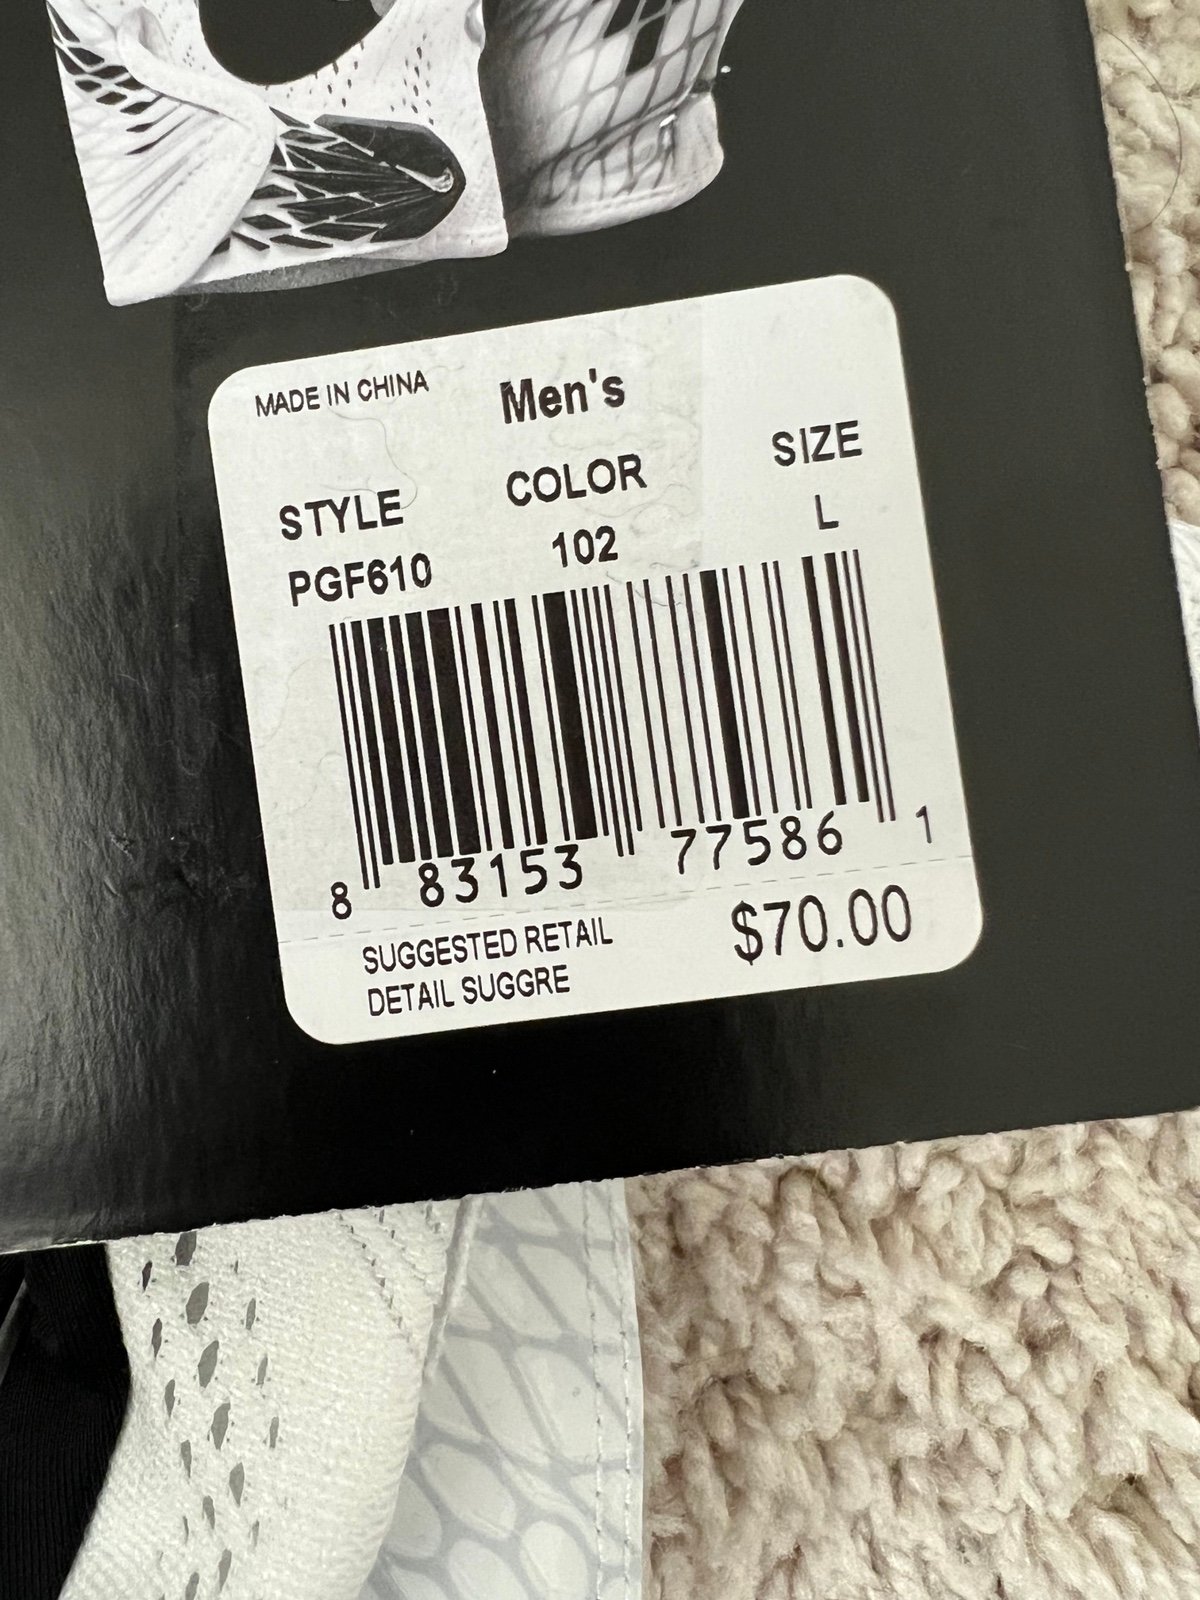 MADE IN CHINA
Men's
STYLE COLOR SIZE
PGF610 102 L
8 83153 77586 1
SUGGESTED RETAIL $70.00
DETAIL SUGGRE